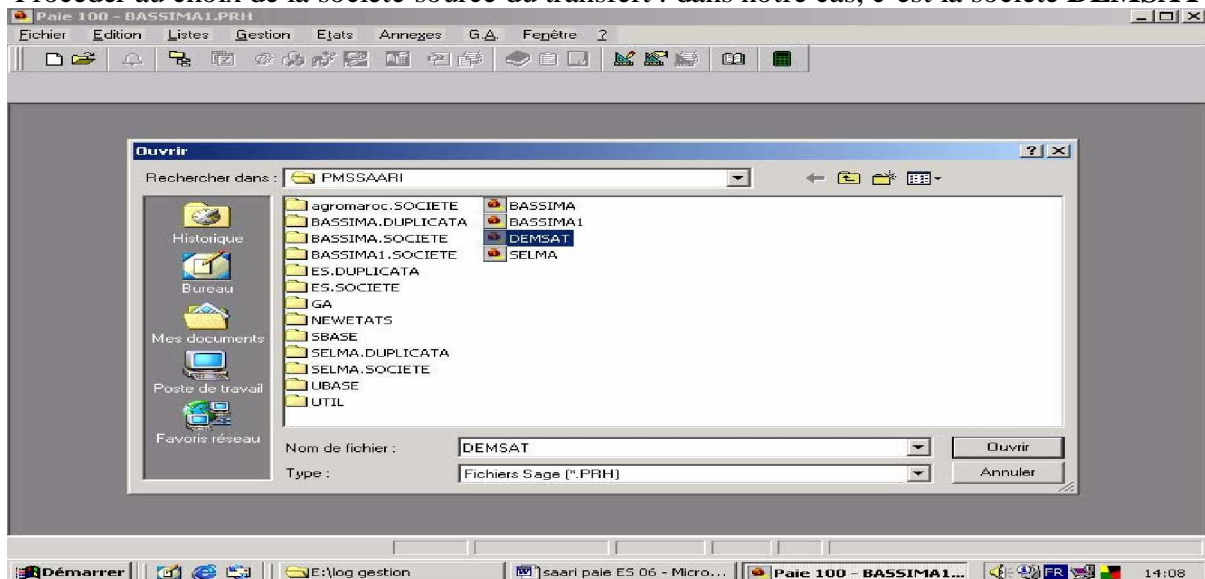 Procéder au choix de la société source du transfert : dans notre cas, c'est la société DEMSAT
Paie 100 - BASSIMA1.PRH
Fichier Edition Listes Gestion Etats Annexes G.A. Fenêtre ?
Ouvrir
Rechercher dans : PMSSAARI
Historique
Bureau
Mes documents
Poste de travail
Favoris réseau
agromaroc.SOCIETE
BASSIMA.DUPLICATA
BASSIMA.SOCIETE
BASSIMA1.SOCIETE
ES.DUPLICATA
ES.SOCIETE
GA
NEWETATS
SBASE
SELMA.DUPLICATA
SELMA.SOCIETE
UBASE
UTIL
BASSIMA
BASSIMA1
DEMSAT
SELMA
Nom de fichier : DEMSAT Ouvrir
Type : Fichiers Sage (*.PRH) Annuler
Démarrer E:\log gestion saari paie ES 06 - Micro... Paie 100 - BASSIMA1... FR 14:08